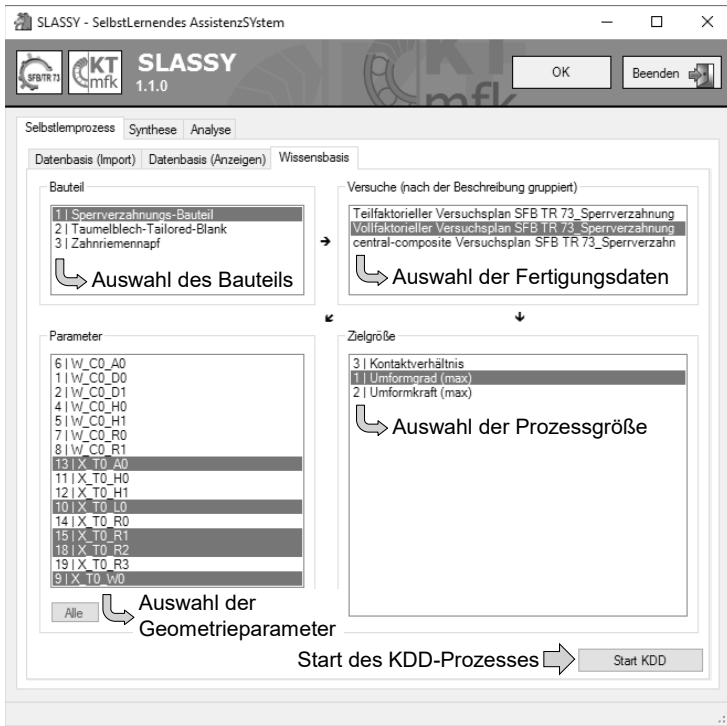 SLASSY - SelbstLernendes AssistenzSYstem
SFB/TR 73
KT
mfk
SLASSY
1.1.0
KT
mfk
OK
Beenden
Selbstlernprozess Synthese Analyse
Datenbasis (Import) Datenbasis (Anzeigen) Wissensbasis
Bauteil
1 | Sperrverzahnungs-Bauteil
2 | Taumelblech-Tailored-Blank
3 | Zahnriemennapf
Auswahl des Bauteils
Versuche (nach der Beschreibung gruppiert)
Teilfaktorieller Versuchsplan SFB TR 73_Sperrverzahnung
Vollfaktorieller Versuchsplan SFB TR 73_Sperrverzahnung
central-composite Versuchsplan SFB TR 73_Sperrverzahn
Auswahl der Fertigungsdaten
Parameter
6 | W_C0_A0
1 | W_C0_D0
2 | W_C0_D1
4 | W_C0_H0
5 | W_C0_H1
7 | W_C0_R0
8 | W_C0_R1
13 | X_T0_A0
11 | X_T0_H0
12 | X_T0_H1
10 | X_T0_L0
14 | X_T0_R0
15 | X_T0_R1
18 | X_T0_R2
19 | X_T0_R3
9 | X_T0_W0
Alle
Auswahl der
Geometrieparameter
Zielgröße
3 | Kontaktverhältnis
1 | Umformgrad (max)
2 | Umformkraft (max)
Auswahl der Prozessgröße
Start des KDD-Prozesses
Start KDD